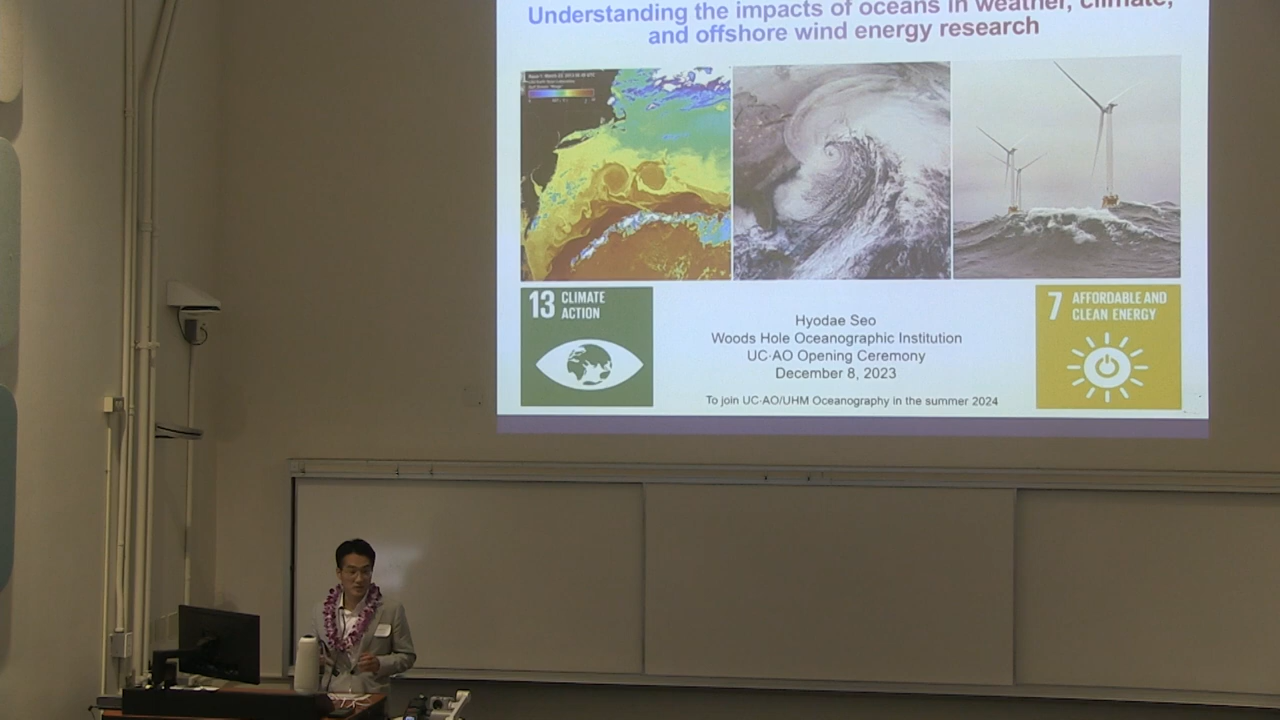 Understanding the impacts of oceans in weather, climate,
and offshore wind energy research
13 CLIMATE
ACTION
7 AFFORDABLE AND
CLEAN ENERGY
Hyodae Seo
Woods Hole Oceanographic Institution
UC·AO Opening Ceremony
December 8, 2023
To join UC·AO/UHM Oceanography in the summer 2024